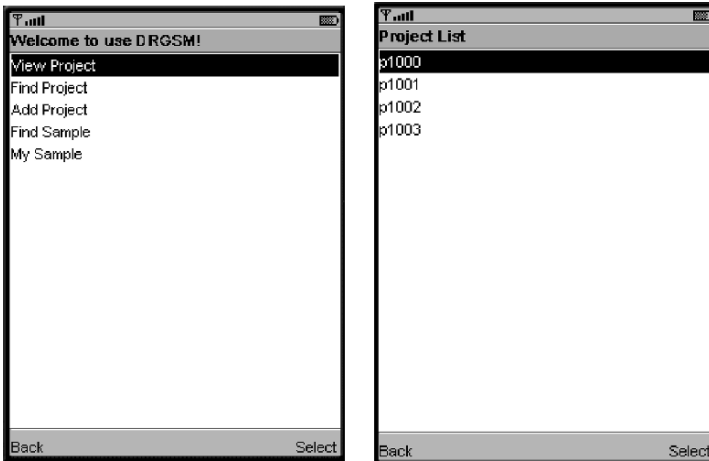 Welcome to use DRGSM!
View Project
Find Project
Add Project
Find Sample
My Sample
Back Select
Project List
p1000
p1001
p1002
p1003
Back Select